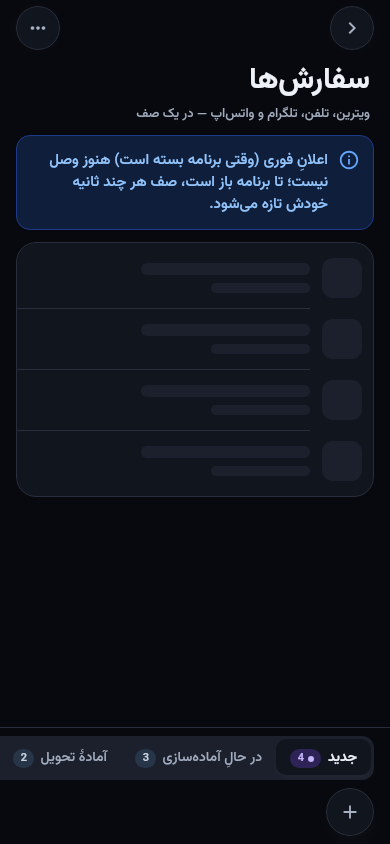 سفارش‌ها
ویترین، تلفن، تلگرام و واتس‌اپ — در یک صف
اعلانِ فوری (وقتی برنامه بسته است) هنوز وصل
نیست؛ تا برنامه باز است، صف هر چند ثانیه
خودش تازه می‌شود.
جدید 4 در حالِ آماده‌سازی 3 آمادهٔ تحویل 2